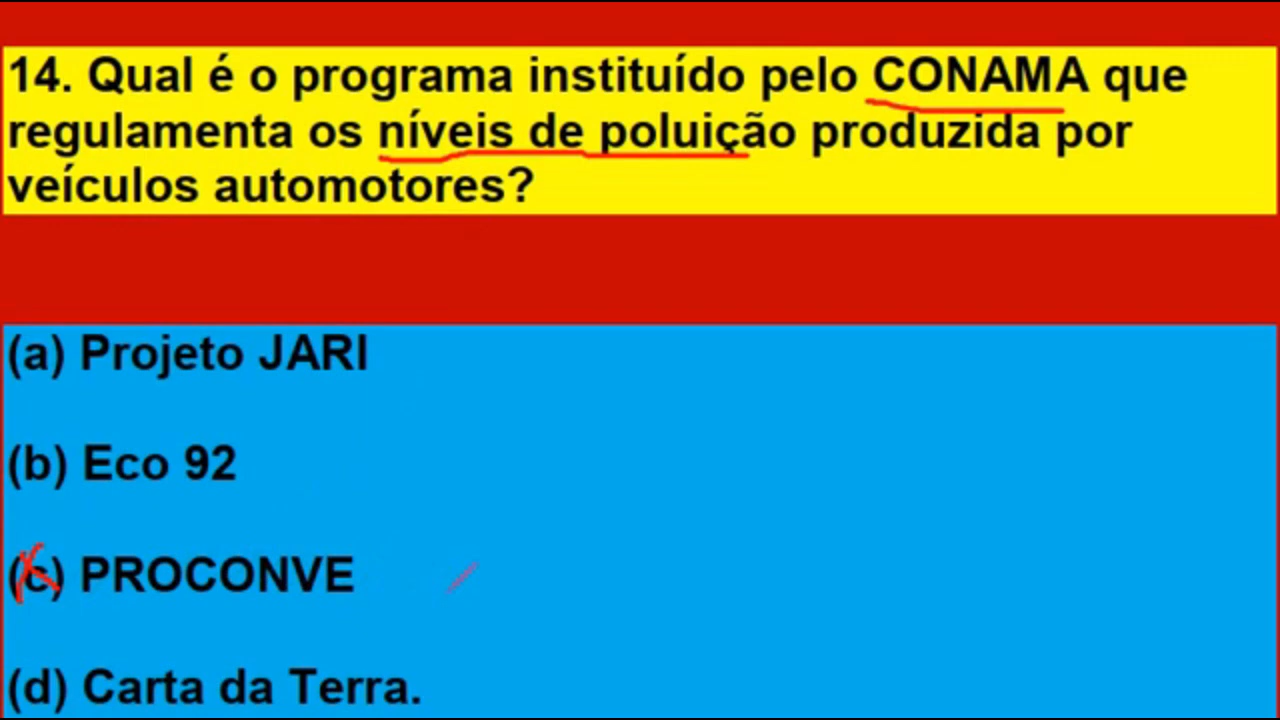 14. Qual é o programa instituído pelo CONAMA que
regulamenta os níveis de poluição produzida por
veículos automotores?
(a) Projeto JARI
(b) Eco 92
(c) PROCONVE
(d) Carta da Terra.